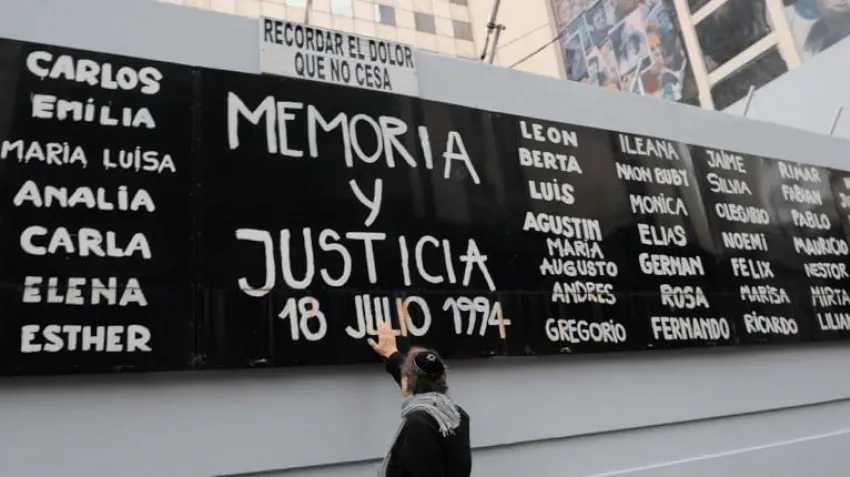 RECORDAR EL DOLOR
QUE NO CESA
CARLOS
EMILIA
MARIA LUISA
ANALIA
CARLA
ELENA
ESTHER
MEMORIA
Y
JUSTICIA
18 JULIO 1994
LEON
BERTA
LUIS
AGUSTIN
MARIA
AUGUSTO
ANDRES
GREGORIO
ILEANA
NAON BUBY
MONICA
ELIAS
GERMAN
ROSA
FERNANDO
JAIME
SILVIA
OLEGARIO
NOEMI
FELIX
MARISA
RICARDO
RIMAR
FABIAN
PABLO
MAURICIO
NESTOR
MIRTA
LILIAN